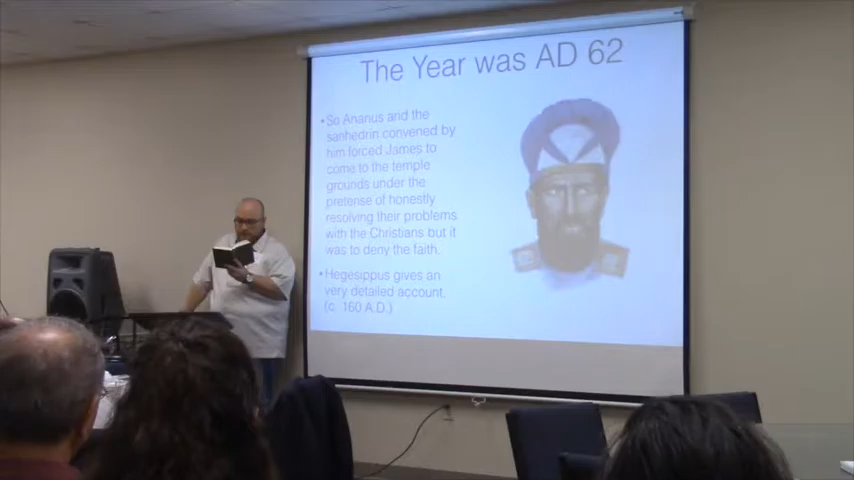 The Year was AD 62
• So Ananus and the
sanhedrin convened by
him forced James to
come to the temple
grounds under the
pretense of honestly
resolving their problems
with the Christians but it
was to deny the faith.
• Hegesippus gives an
very detailed account.
(c. 160 A.D.)